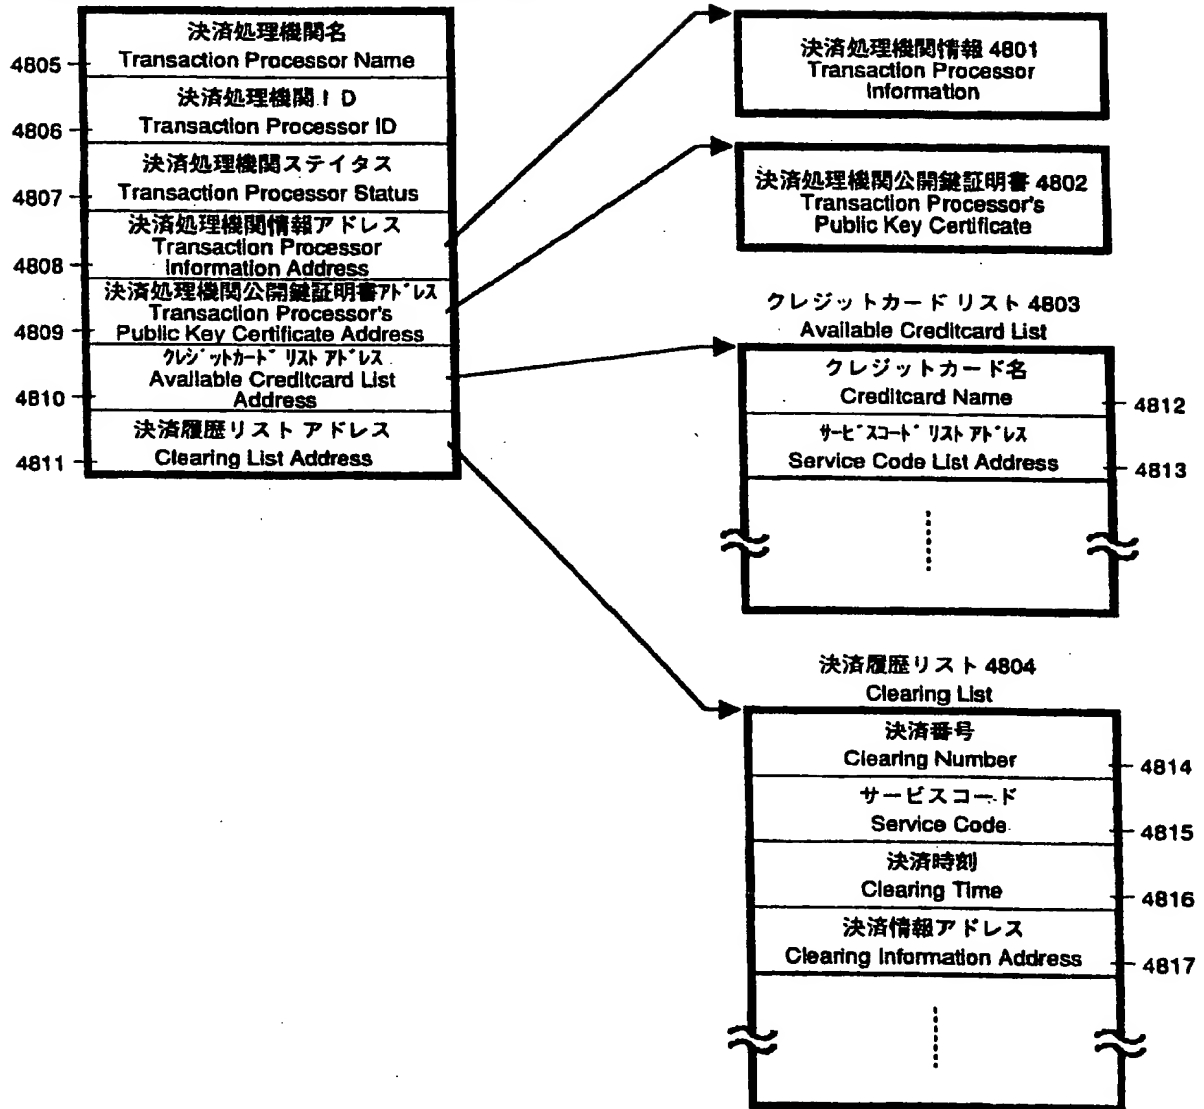 決済処理機関名
4805
Transaction Processor Name
決済処理機関ID
4806
Transaction Processor ID
決済処理機関ステイタス
4807
Transaction Processor Status
決済処理機関情報アドレス
Transaction Processor
4808
Information Address
決済処理機関公開鍵証明書アドレス
Transaction Processor's
4809
Public Key Certificate Address
クレジットカード リスト アドレス
Available Creditcard List
4810
Address
決済履歴リスト アドレス
4811
Clearing List Address
決済処理機関情報 4801
Transaction Processor
Information
決済処理機関公開鍵証明書 4802
Transaction Processor's
Public Key Certificate
クレジットカード リスト 4803
Available Creditcard List
クレジットカード名
Creditcard Name
4812
サービスコード リスト アドレス
Service Code List Address
4813
決済履歴リスト 4804
Clearing List
決済番号
Clearing Number
4814
サービスコード
Service Code
4815
決済時刻
Clearing Time
4816
決済情報アドレス
Clearing Information Address
4817